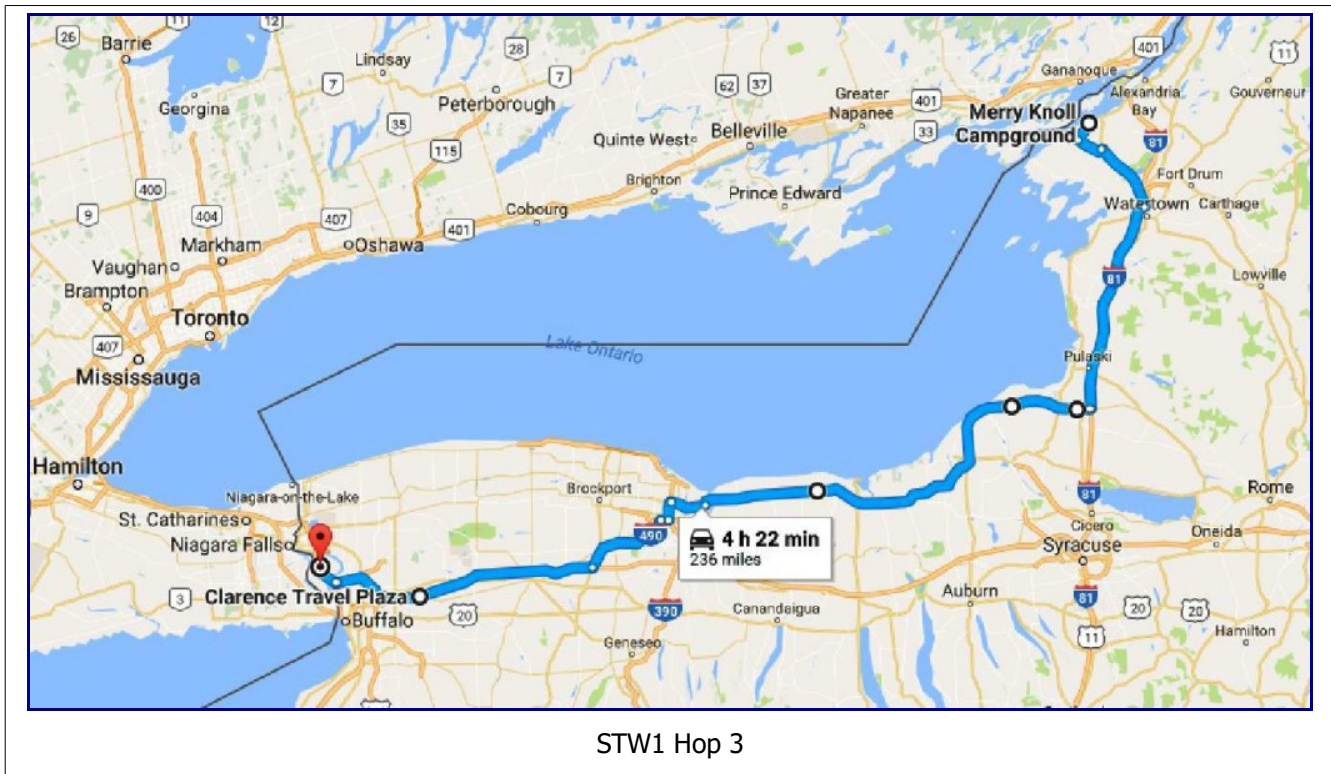 26
Barrie
11
12
Lindsay
7
28
7
Georgina
Peterborough
35
115
62
37
Quinte West
Belleville
Greater
Napanee
401
33
401
Gananoque
Merry Knoll
Campground
Alexandria
Bay
Gouverneur
11
81
Fort Drum
Watertown
Carthage
400
9
404
407
Markham
Oshawa
401
Cobourg
Brighton
Prince Edward
Vaughan
Brampton
Toronto
407
Mississauga
Lake Ontario
81
Lowville
Pulaski
Hamilton
Niagara-on-the-Lake
St. Catharines
Niagara Falls
Brockport
490
4 h 22 min
236 miles
81
Cicero
Syracuse
Rome
Oneida
3
Clarence Travel Plaza
Buffalo
20
390
Geneseo
Canandaigua
Auburn
81
20
20
11
Hamilton
STW1 Hop 3